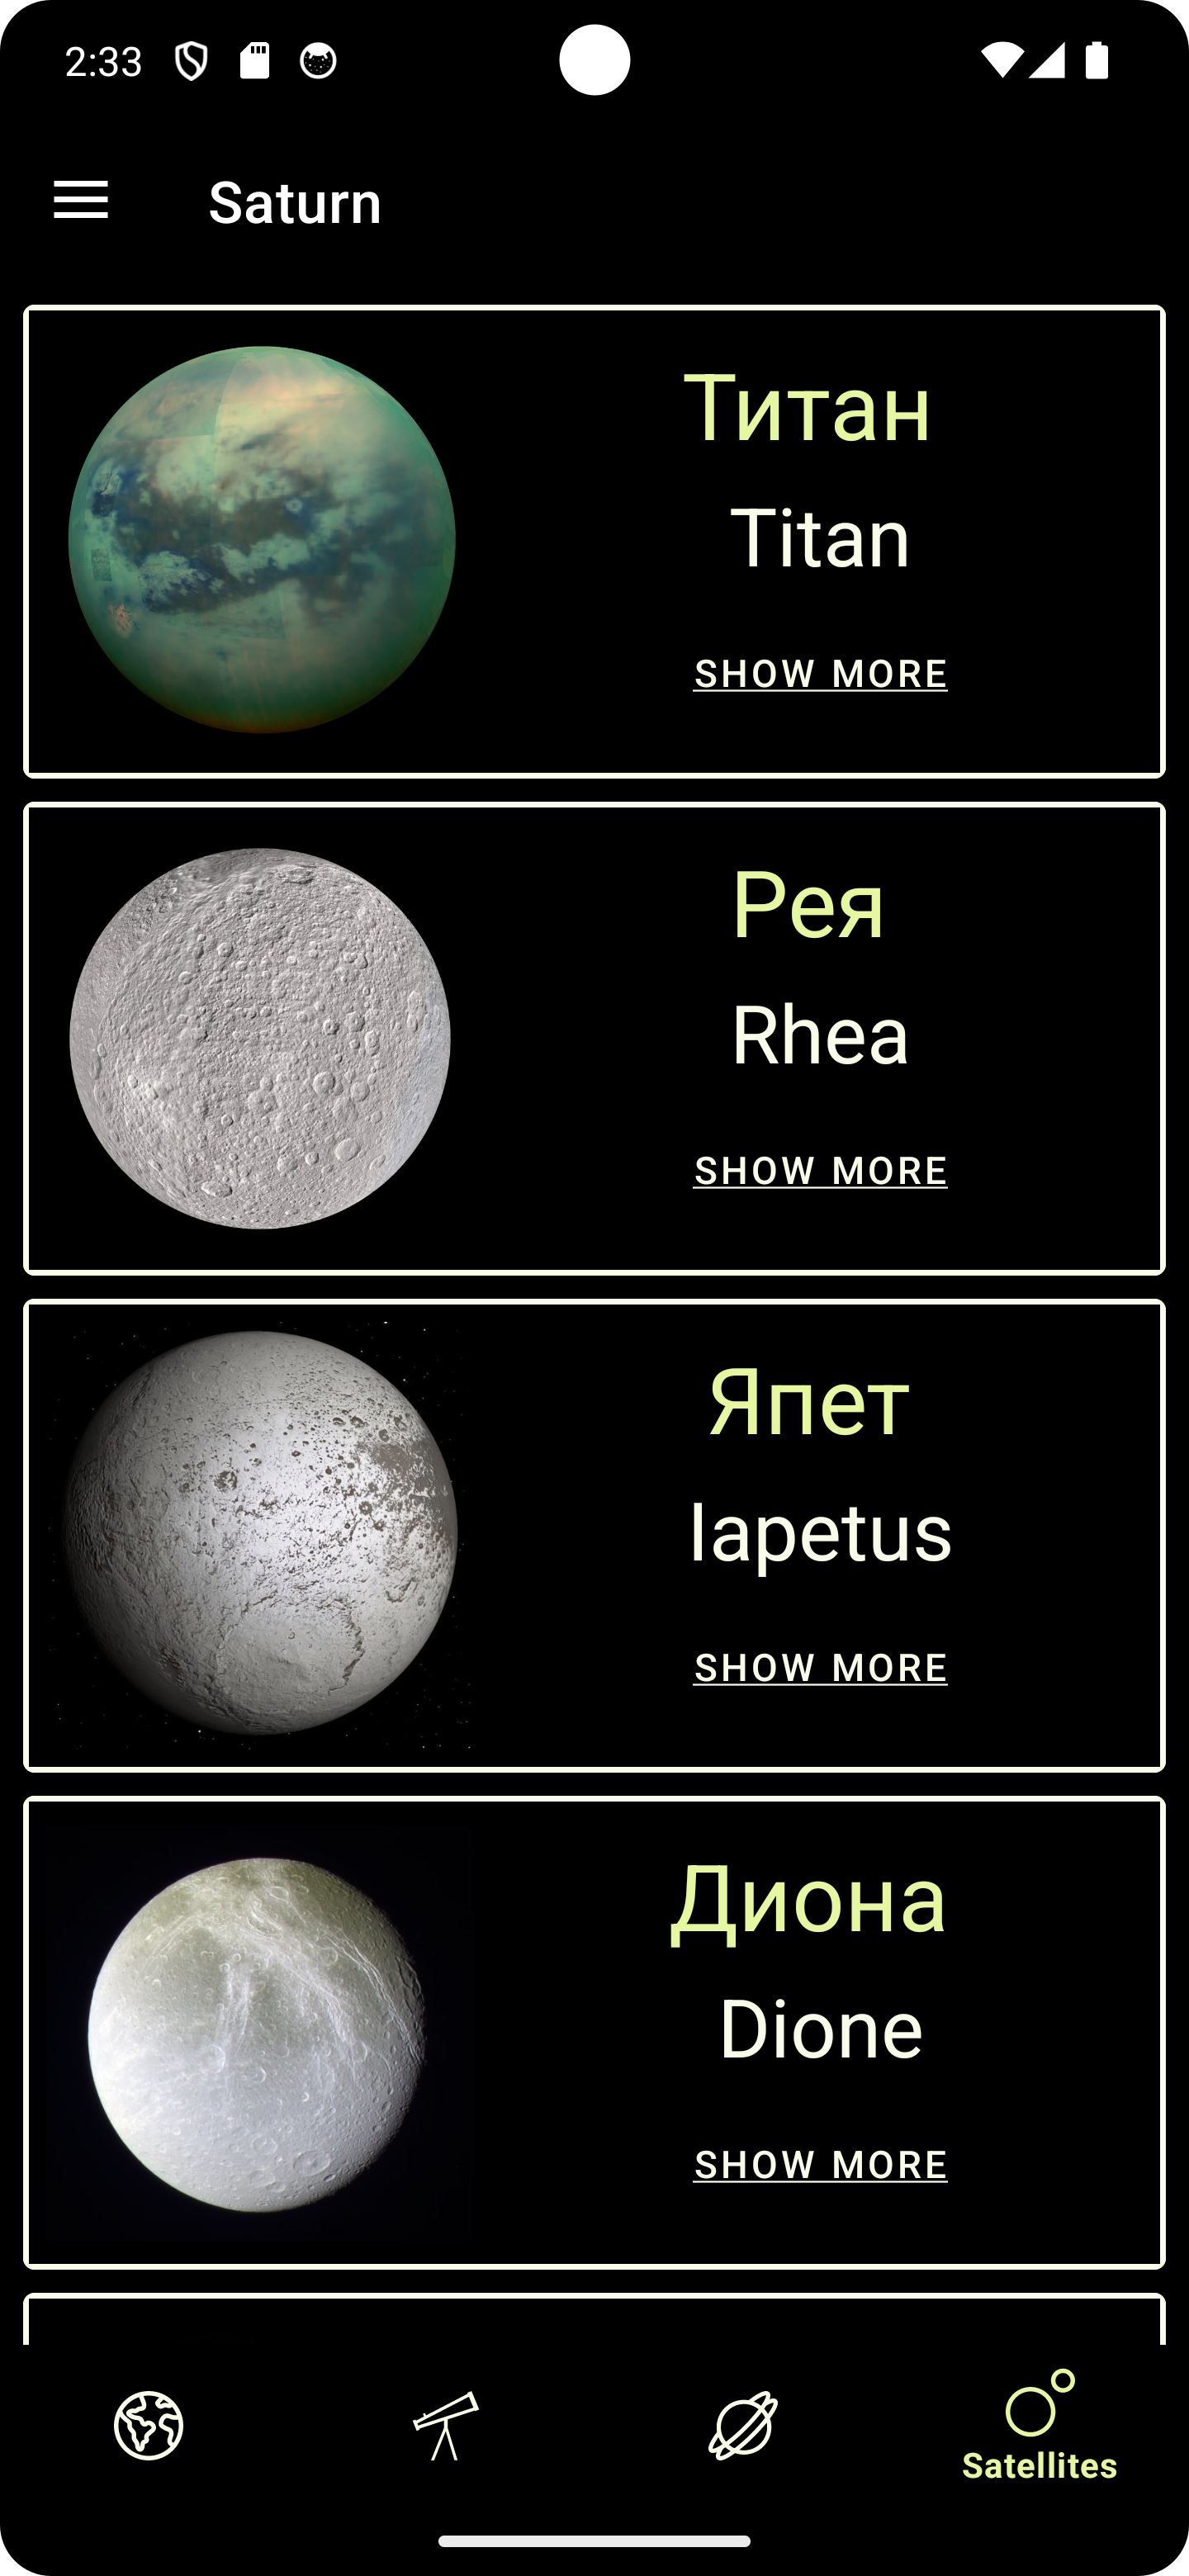 2:33
Saturn
Титан
Titan
SHOW MORE
Рея
Rhea
SHOW MORE
Япет
Iapetus
SHOW MORE
Диона
Dione
SHOW MORE
Satellites